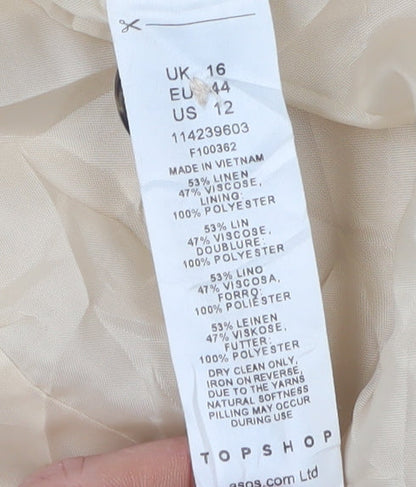 UK 16
EU 44
US 12
114239603
F100362
MADE IN VIETNAM
53% LINEN
47% VISCOSE,
LINING:
100% POLYESTER
53% LIN
47% VISCOSE,
DOUBLURE:
100% POLYESTER
53% LINO
47% VISCOSA,
FORRO:
100% POLIESTER
53% LEINEN
47% VISKOSE,
FUTTER:
100% POLYESTER
DRY CLEAN ONLY,
IRON ON REVERSE,
DUE TO THE YARNS
NATURAL SOFTNESS
PILLING MAY OCCUR
DURING USE
TOPSHOP
asos.com Ltd